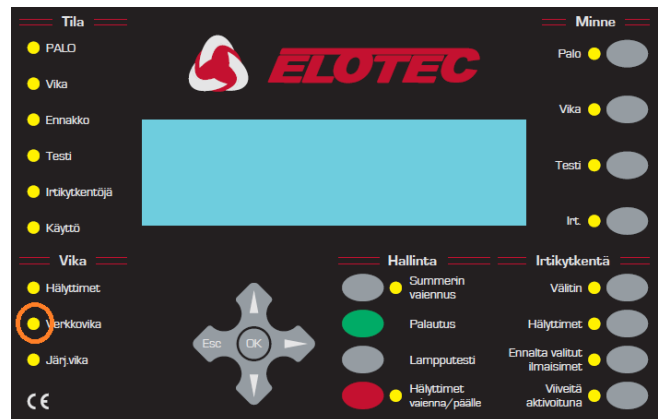 Tila
PALO
Vika
Ennakko
Testi
Irtikytkentöjä
Käyttö
ELOTEC
Minne
Palo
Vika
Testi
Irt.
Vika
Hälyttimet
Verkkovika
Järj.vika
CE
Esc
OK
Hallinta
Summerin
vaiennus
Palautus
Lampputesti
Hälyttimet
vaienna/päälle
Irtikytkentä
Välitin
Hälyttimet
Ennalta valitut
ilmaisimet
Viiveitä
aktivoituna